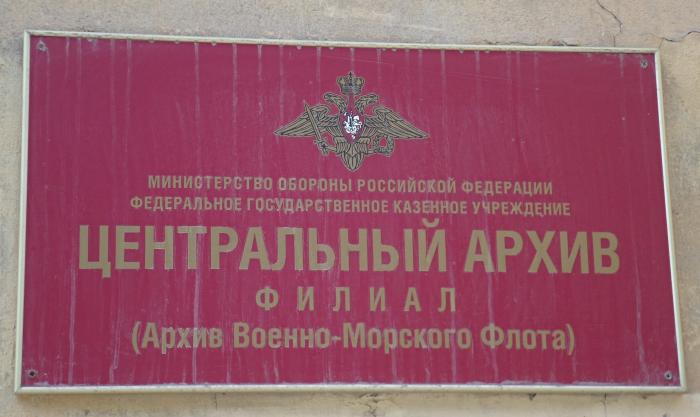 МИНИСТЕРСТВО ОБОРОНЫ РОССИЙСКОЙ ФЕДЕРАЦИИ
ФЕДЕРАЛЬНОЕ ГОСУДАРСТВЕННОЕ КАЗЕННОЕ УЧРЕЖДЕНИЕ
ЦЕНТРАЛЬНЫЙ АРХИВ
ФИЛИАЛ
(Архив Военно-Морского Флота)